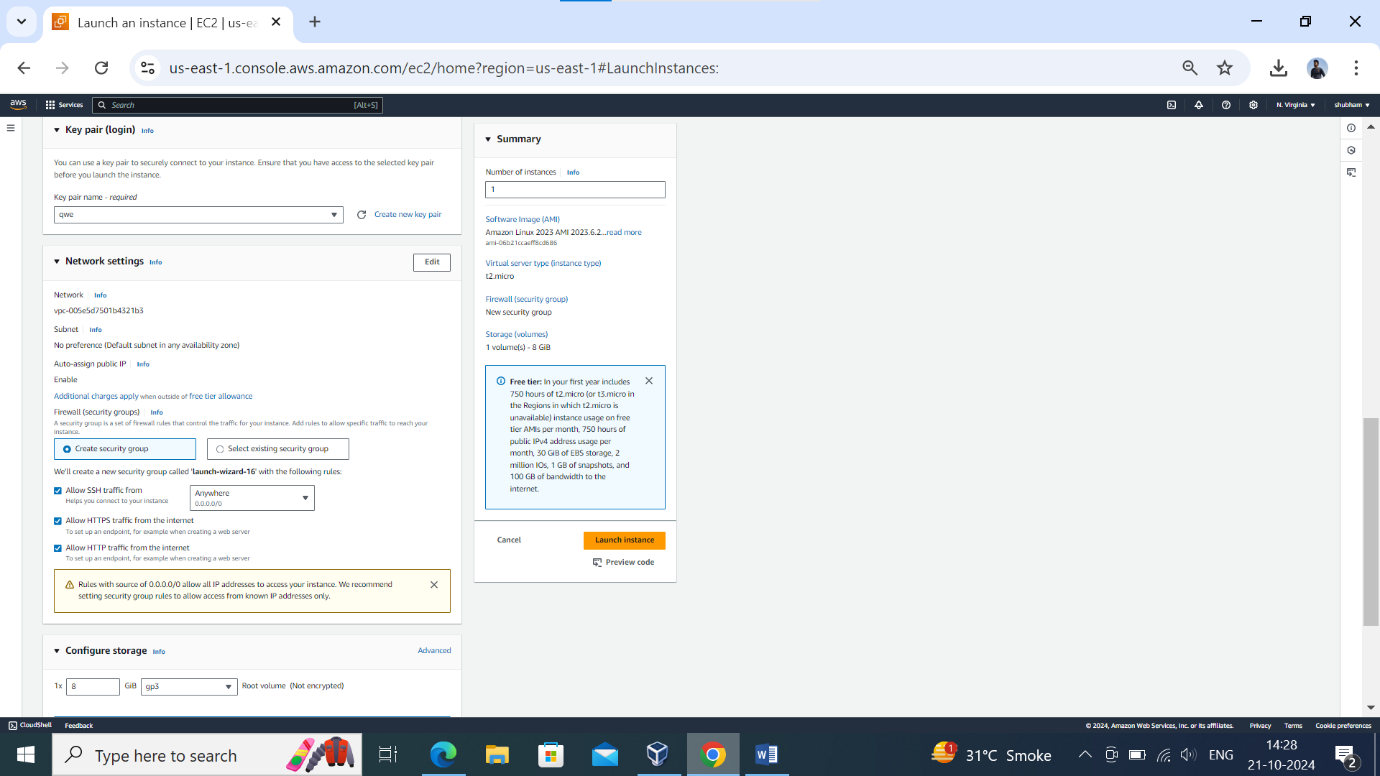 Launch an instance | EC2 | us-ea
us-east-1.console.aws.amazon.com/ec2/home?region=us-east-1#LaunchInstances:
aws
Services
Search
[Alt+S]
N. Virginia
shubham
Key pair (login) Info
You can use a key pair to securely connect to your instance. Ensure that you have access to the selected key pair
before you launch the instance.
Key pair name - required
qwe
Create new key pair
Network settings Info
Edit
Network Info
vpc-005e5d7501b4321b3
Subnet Info
No preference (Default subnet in any availability zone)
Auto-assign public IP Info
Enable
Additional charges apply when outside of free tier allowance
Firewall (security groups) Info
A security group is a set of firewall rules that control the traffic for your instance. Add rules to allow specific traffic to reach your
instance.
Create security group
Select existing security group
We'll create a new security group called 'launch-wizard-16' with the following rules:
Allow SSH traffic from
Helps you connect to your instance
Anywhere
0.0.0.0/0
Allow HTTPS traffic from the internet
To set up an endpoint, for example when creating a web server
Allow HTTP traffic from the internet
To set up an endpoint, for example when creating a web server
Rules with source of 0.0.0.0/0 allow all IP addresses to access your instance. We recommend
setting security group rules to allow access from known IP addresses only.
Configure storage Info
Advanced
1x 8 GiB gp3 Root volume (Not encrypted)
Summary
Number of instances Info
1
Software Image (AMI)
Amazon Linux 2023 AMI 2023.6.2...read more
ami-06b21ccaeff8cd686
Virtual server type (instance type)
t2.micro
Firewall (security group)
New security group
Storage (volumes)
1 volume(s) - 8 GiB
Free tier: In your first year includes
750 hours of t2.micro (or t3.micro in
the Regions in which t2.micro is
unavailable) instance usage on free
tier AMIs per month, 750 hours of
public IPv4 address usage per
month, 30 GiB of EBS storage, 2
million IOs, 1 GB of snapshots, and
100 GB of bandwidth to the
internet.
Cancel
Launch instance
Preview code
CloudShell
Feedback
© 2024, Amazon Web Services, Inc. or its affiliates.
Privacy
Terms
Cookie preferences
Type here to search
1
31°C Smoke
ENG
14:28
21-10-2024
2